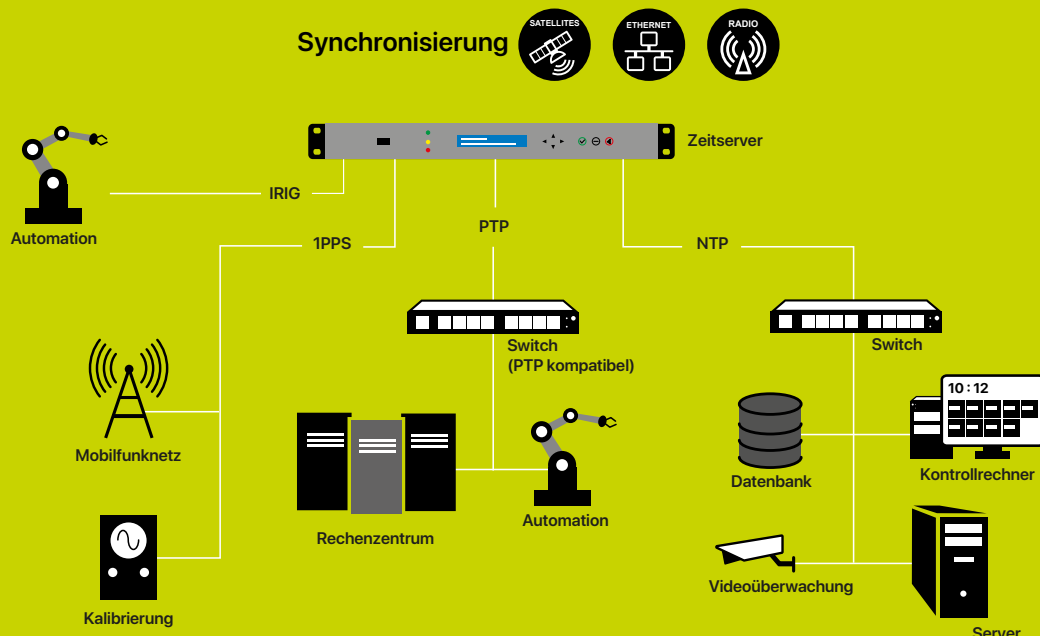 Synchronisierung
SATELLITES
ETHERNET
RADIO
Zeitserver
IRIG
Automation
1PPS
PTP
NTP
Switch
(PTP kompatibel)
Switch
10 : 12
Mobilfunknetz
Datenbank
Kontrollrechner
Rechenzentrum
Automation
Videoüberwachung
Kalibrierung
Server